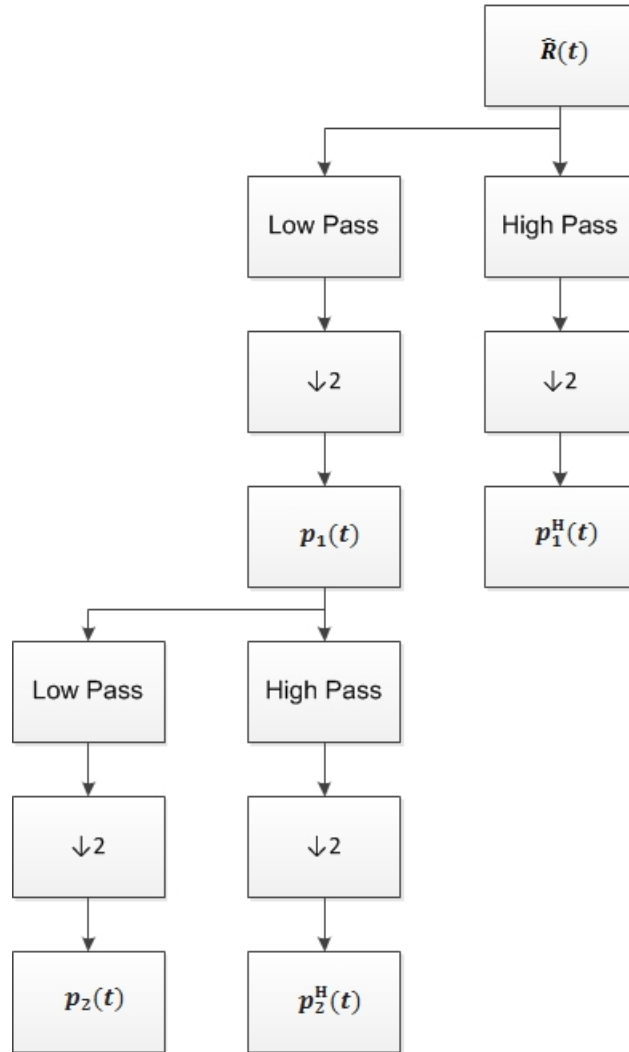 R̂(t)
Low Pass
High Pass
↓2
↓2
p₁(t)
p₁ᴴ(t)
Low Pass
High Pass
↓2
↓2
p₂(t)
p₂ᴴ(t)